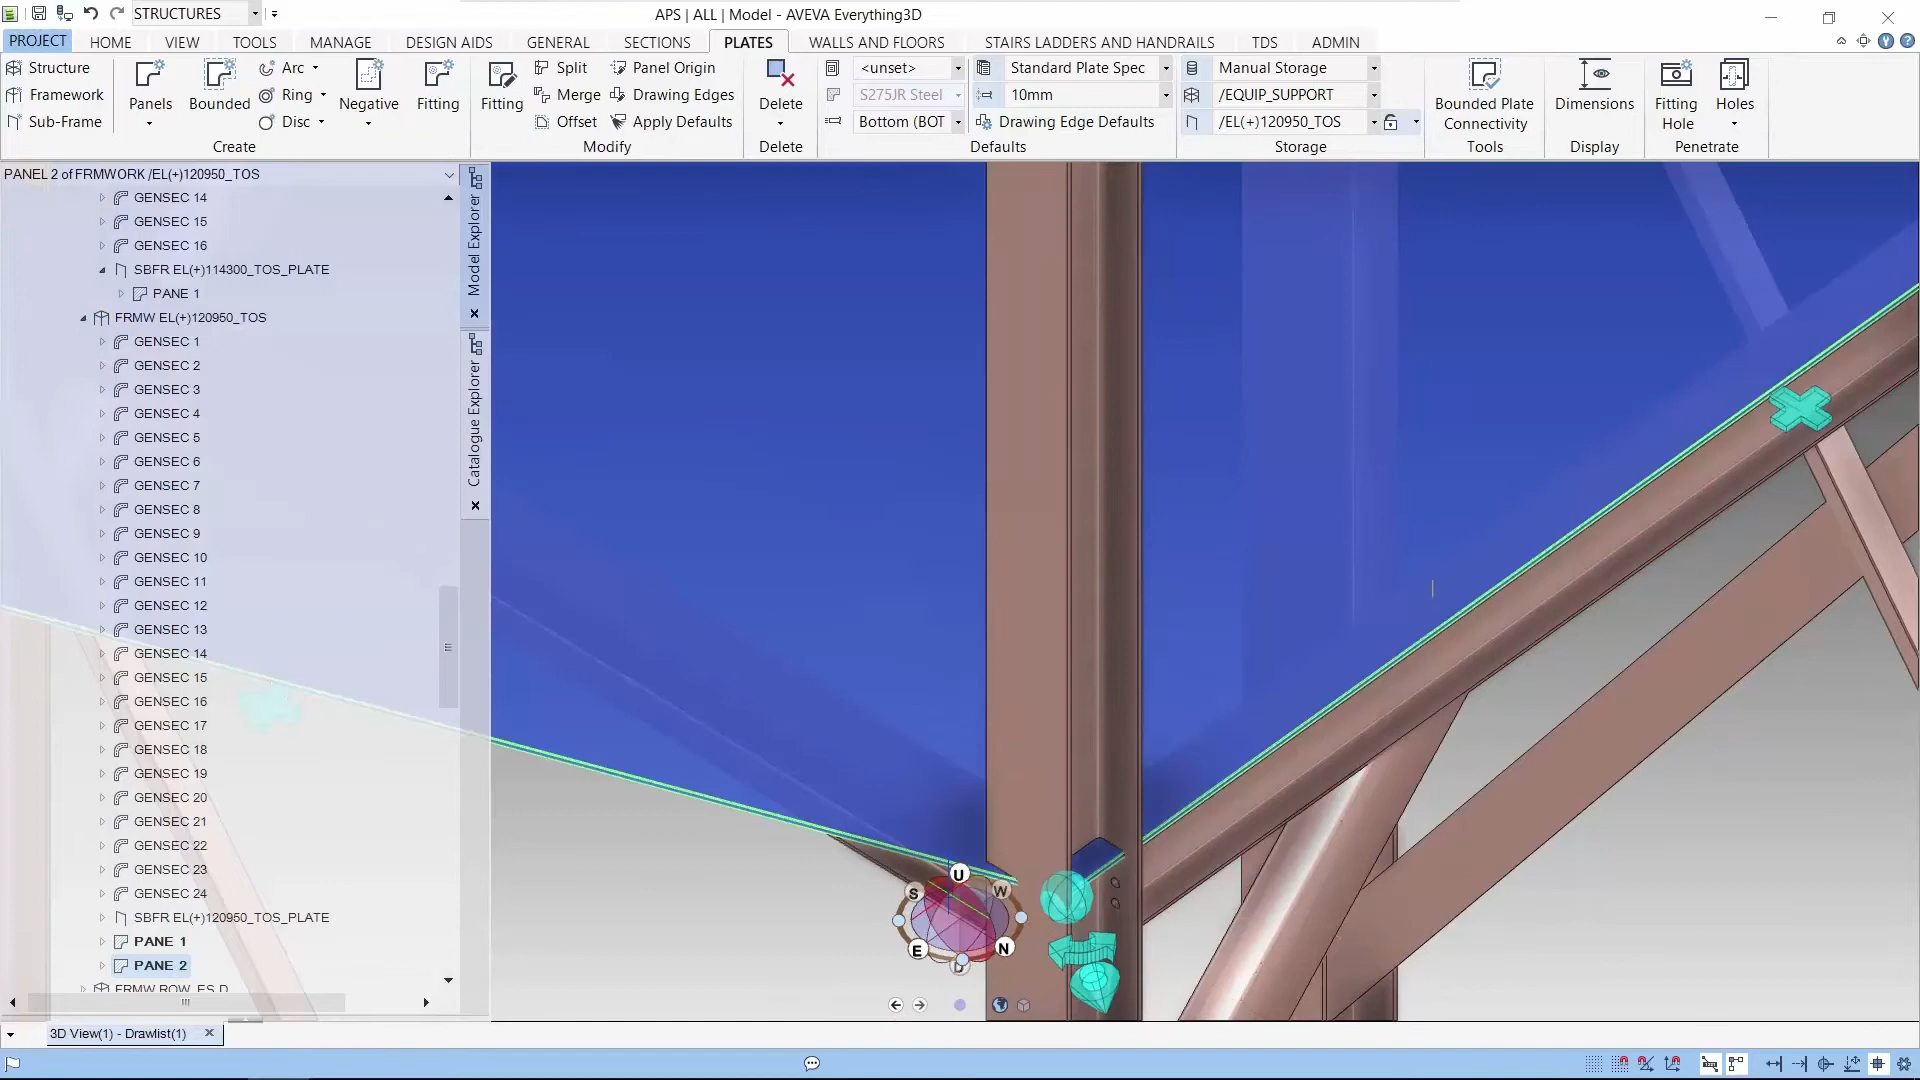 STRUCTURES
APS | ALL | Model - AVEVA Everything3D
PROJECT HOME VIEW TOOLS MANAGE DESIGN AIDS GENERAL SECTIONS PLATES WALLS AND FLOORS STAIRS LADDERS AND HANDRAILS TDS ADMIN
Structure
Framework
Sub-Frame
Panels
Bounded
Arc
Ring
Disc
Negative
Fitting
Create
Fitting
Split
Merge
Offset
Panel Origin
Drawing Edges
Apply Defaults
Modify
Delete
Delete
<unset>
S275JR Steel
Bottom (BOT
Standard Plate Spec
10mm
Drawing Edge Defaults
Defaults
Manual Storage
/EQUIP_SUPPORT
/EL(+)120950_TOS
Storage
Bounded Plate
Connectivity
Tools
Dimensions
Display
Fitting
Hole
Holes
Penetrate
PANEL 2 of FRMWORK /EL(+)120950_TOS
GENSEC 14
GENSEC 15
GENSEC 16
SBFR EL(+)114300_TOS_PLATE
PANE 1
FRMW EL(+)120950_TOS
GENSEC 1
GENSEC 2
GENSEC 3
GENSEC 4
GENSEC 5
GENSEC 6
GENSEC 7
GENSEC 8
GENSEC 9
GENSEC 10
GENSEC 11
GENSEC 12
GENSEC 13
GENSEC 14
GENSEC 15
GENSEC 16
GENSEC 17
GENSEC 18
GENSEC 19
GENSEC 20
GENSEC 21
GENSEC 22
GENSEC 23
GENSEC 24
SBFR EL(+)120950_TOS_PLATE
PANE 1
PANE 2
FRMW ROW_ES_D
Model Explorer
Catalogue Explorer
U
S
W
E
N
D
3D View(1) - Drawlist(1)